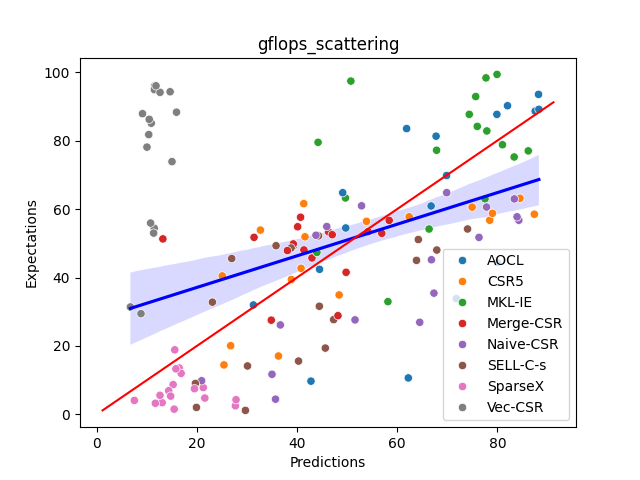 gflops_scattering
100
80
60
40
20
0
Expectations
0 20 40 60 80
Predictions
AOCL
CSR5
MKL-IE
Merge-CSR
Naive-CSR
SELL-C-s
SparseX
Vec-CSR